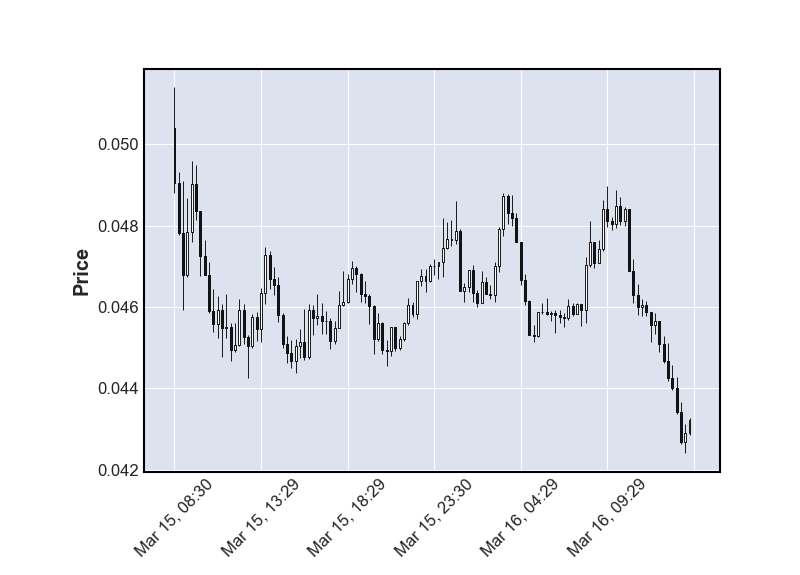 0.050
0.048
0.046
0.044
0.042
Price
Mar 15, 08:30
Mar 15, 13:29
Mar 15, 18:29
Mar 15, 23:30
Mar 16, 04:29
Mar 16, 09:29